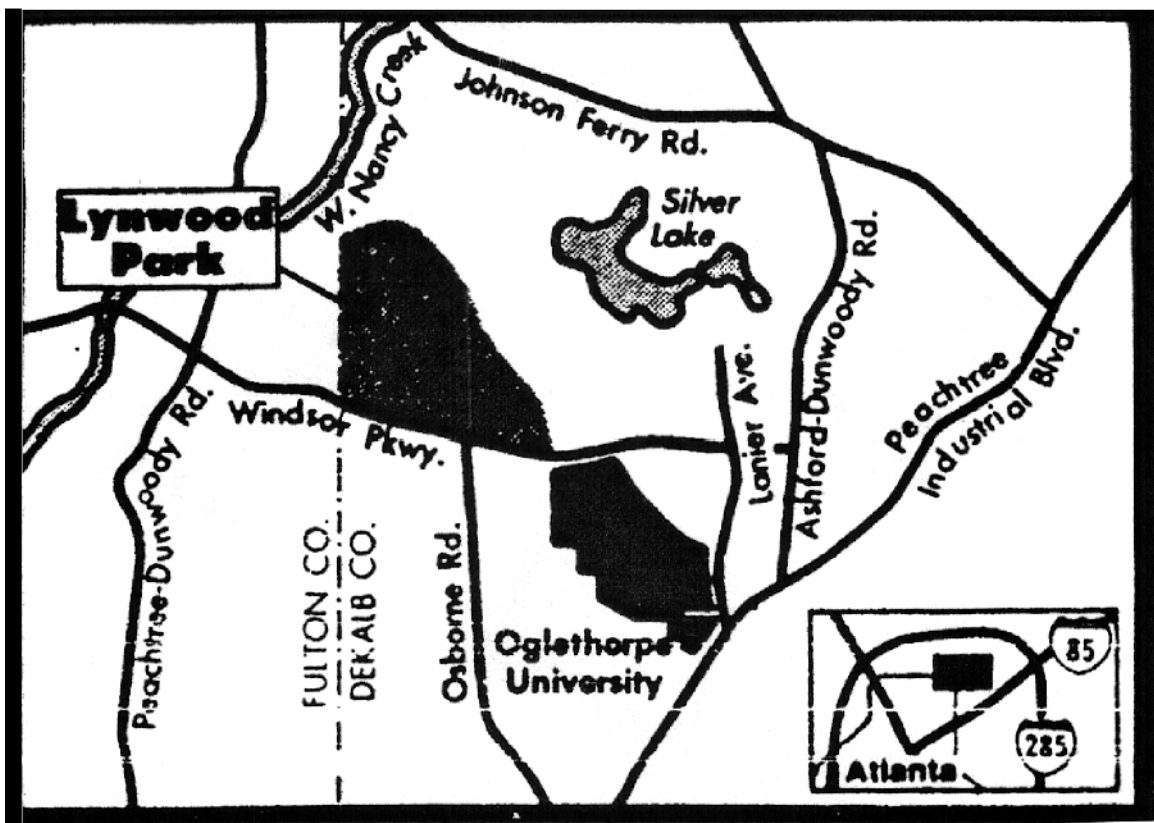 Johnson Ferry Rd.
W. Nancy Creek
Lynwood
Park
Silver
Lake
Ashford-Dunwoody Rd.
Lanier Ave.
Peachtree
Industrial Blvd.
Windsor Pkwy.
Peachtree-Dunwoody Rd.
FULTON CO.
DEKALB CO.
Osborne Rd.
Oglethorpe
University
85
285
Atlanta